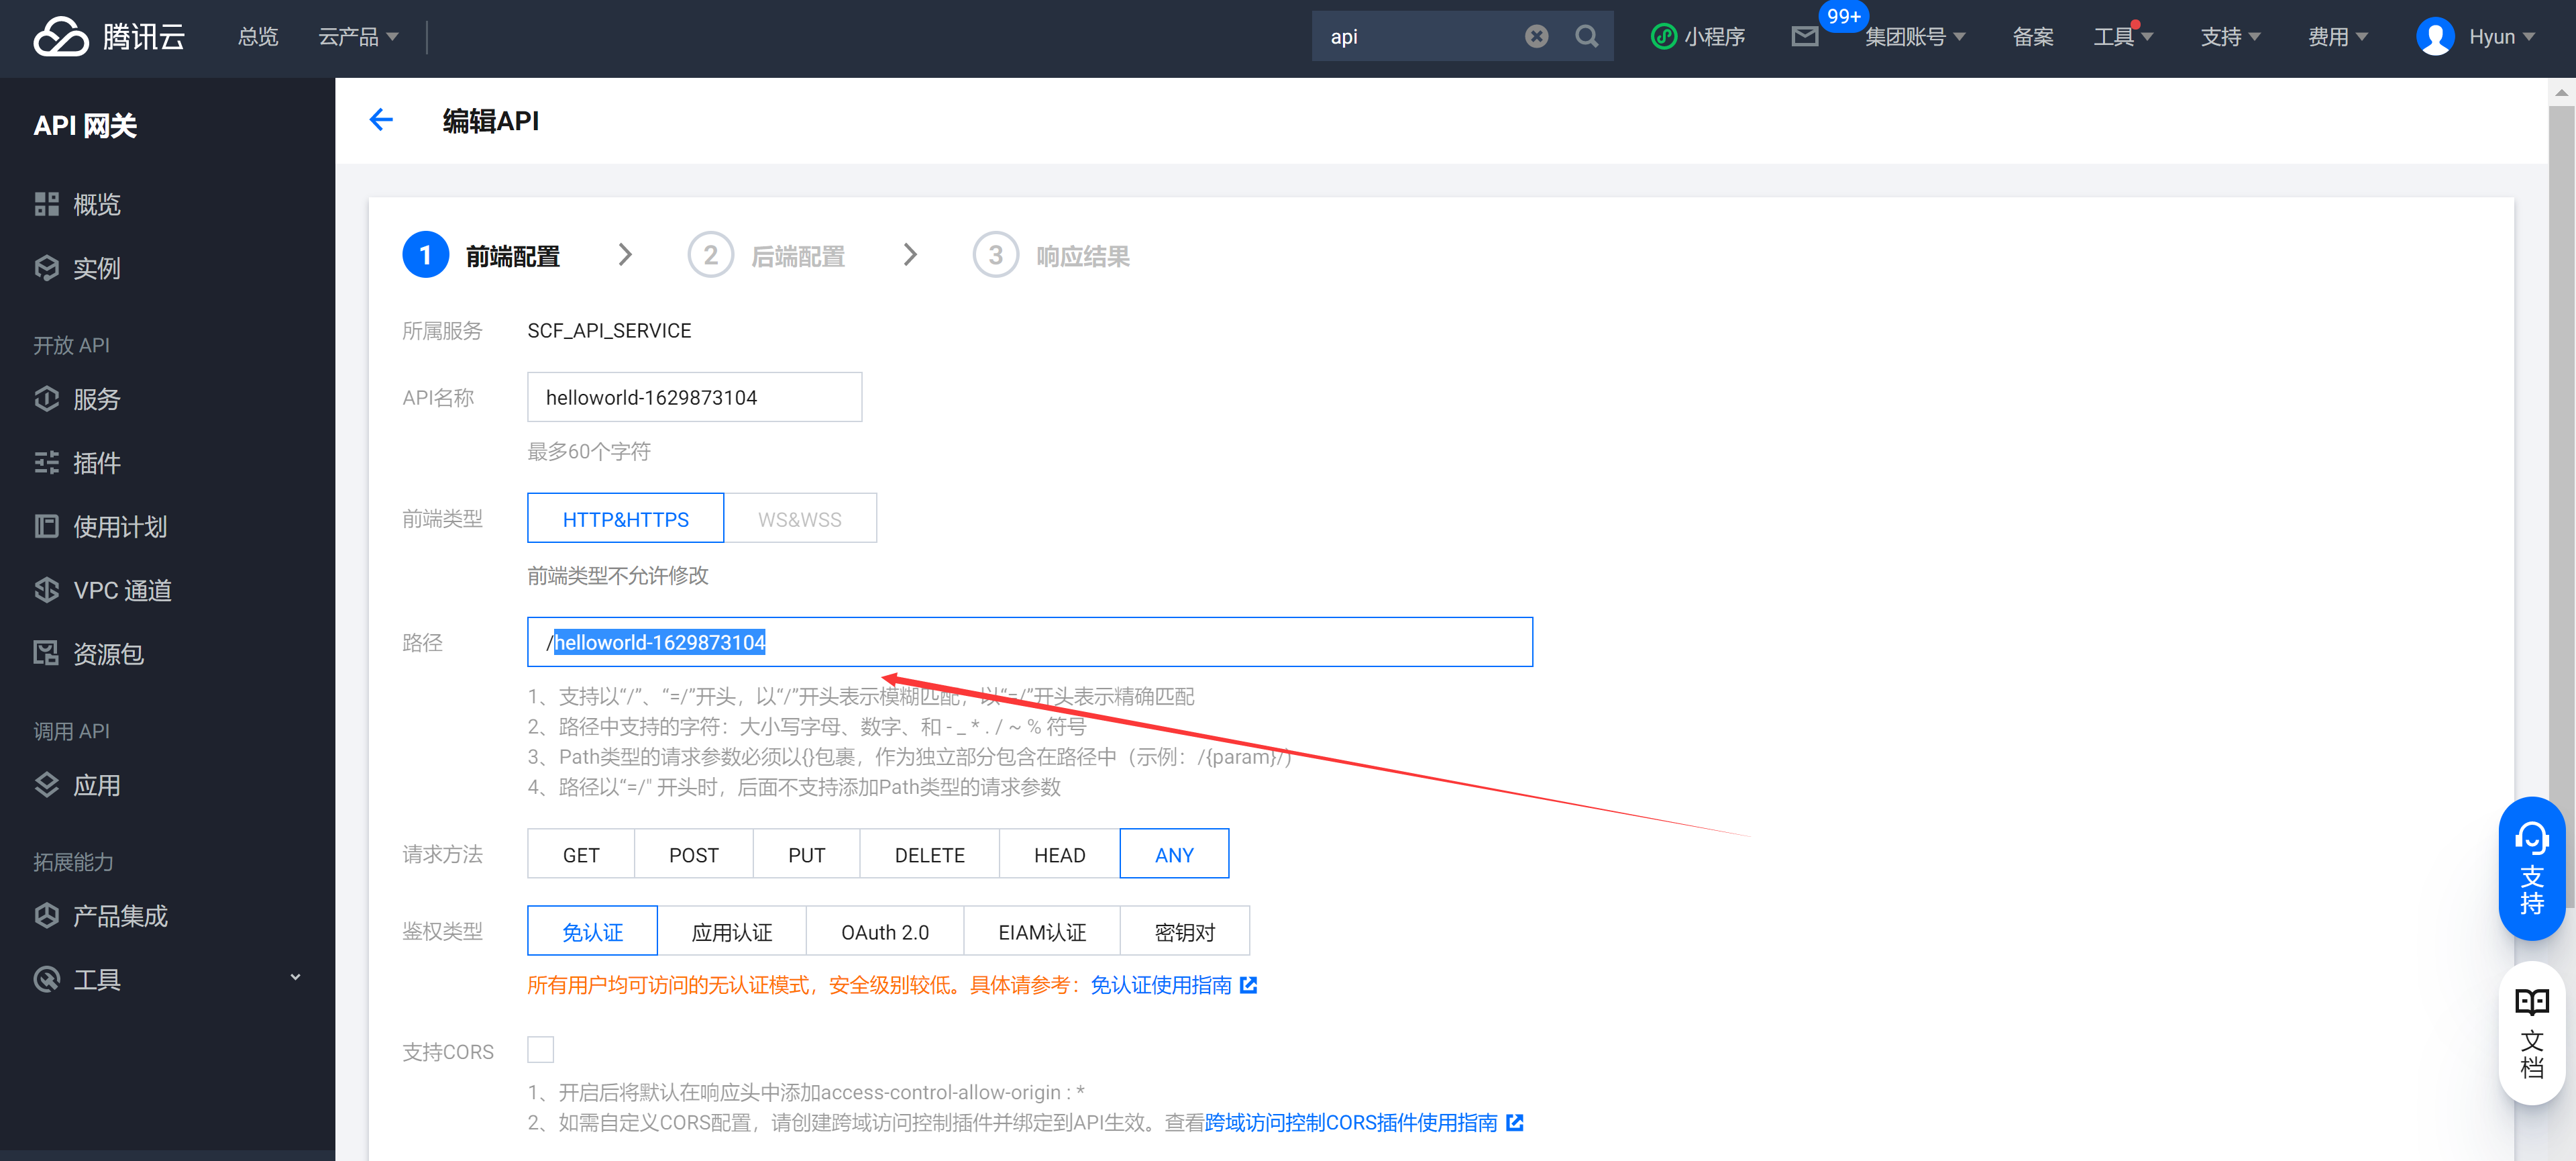 腾讯云
总览
云产品
api
小程序
99+
集团账号
备案
工具
支持
费用
Hyun
API 网关
概览
实例
开放 API
服务
插件
使用计划
VPC 通道
资源包
调用 API
应用
拓展能力
产品集成
工具
编辑API
1 前端配置
2 后端配置
3 响应结果
所属服务 SCF_API_SERVICE
API名称 helloworld-1629873104
最多60个字符
前端类型 HTTP&HTTPS WS&WSS
前端类型不允许修改
路径 /helloworld-1629873104
1、支持以“/”、“=/”开头，以“/”开头表示模糊匹配，以“=/”开头表示精确匹配
2、路径中支持的字符：大小写字母、数字、和 - _ * . / ~ % 符号
3、Path类型的请求参数必须以{}包裹，作为独立部分包含在路径中（示例：/{param}/）
4、路径以“=/" 开头时，后面不支持添加Path类型的请求参数
请求方法 GET POST PUT DELETE HEAD ANY
鉴权类型 免认证 应用认证 OAuth 2.0 EIAM认证 密钥对
所有用户均可访问的无认证模式，安全级别较低。具体请参考：免认证使用指南
支持CORS
1、开启后将默认在响应头中添加access-control-allow-origin : *
2、如需自定义CORS配置，请创建跨域访问控制插件并绑定到API生效。查看跨域访问控制CORS插件使用指南
支持
文档